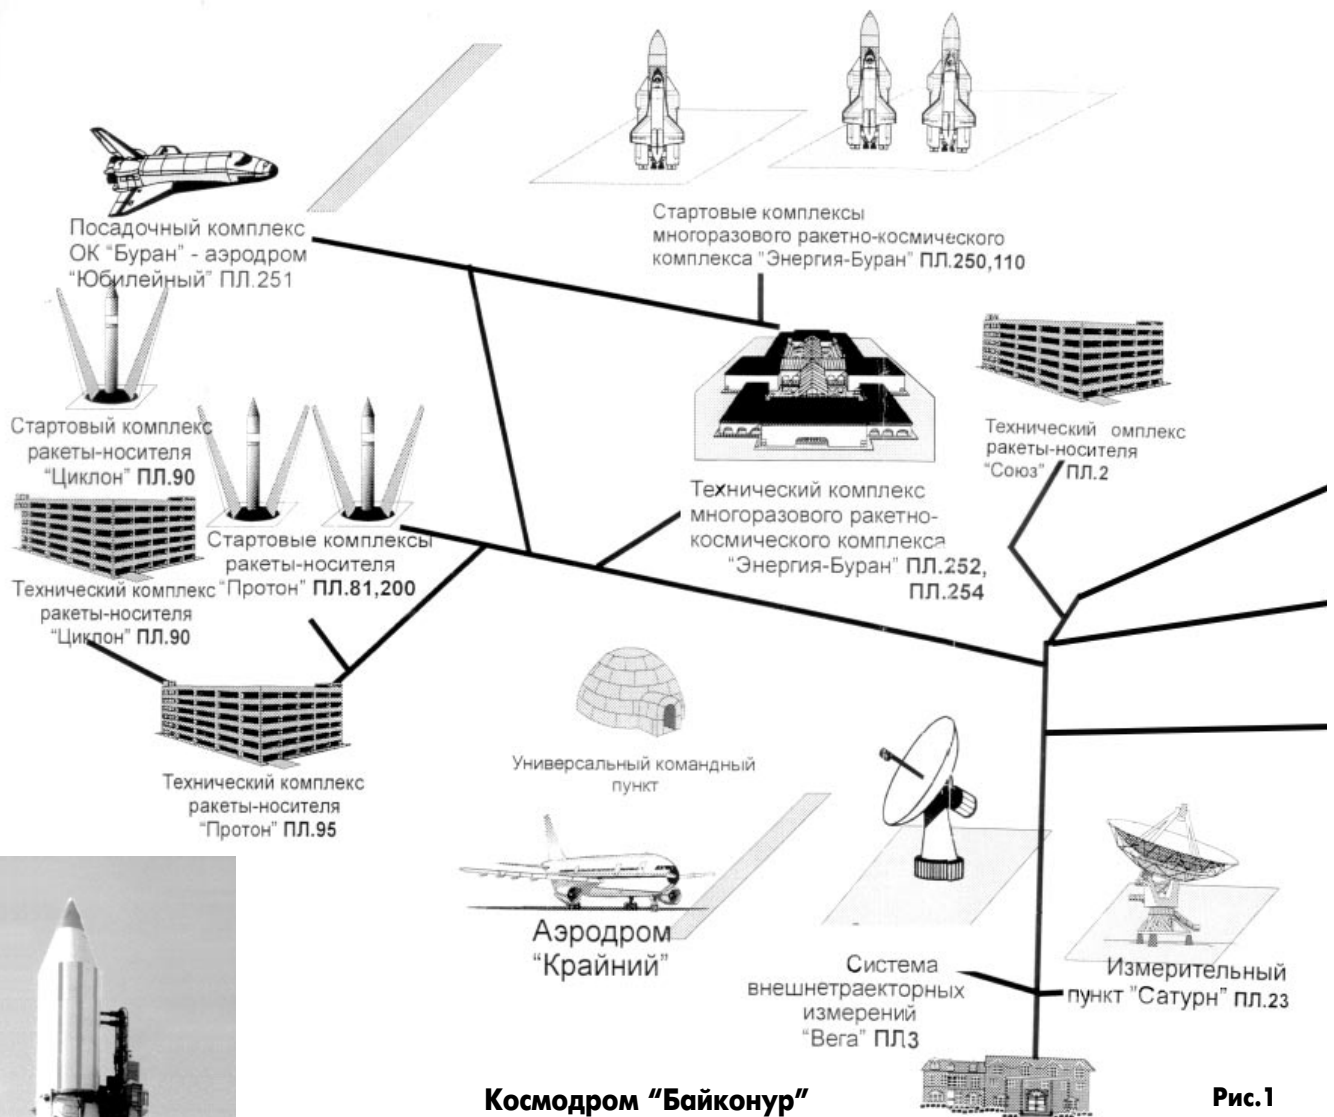 Посадочный комплекс
ОК "Буран" - аэродром
"Юбилейный" ПЛ.251
Стартовые комплексы
многоразового ракетно-космического
комплекса "Энергия-Буран" ПЛ.250,110
Стартовый комплекс
ракеты-носителя
"Циклон" ПЛ.90
Технический омплекс
ракеты-носителя
"Союз" ПЛ.2
Технический комплекс
многоразового ракетно-
космического комплекса
"Энергия-Буран" ПЛ.252,
ПЛ.254
Стартовые комплексы
ракеты-носителя
"Протон" ПЛ.81,200
Технический комплекс
ракеты-носителя
"Циклон" ПЛ.90
Технический комплекс
ракеты-носителя
"Протон" ПЛ.95
Универсальный командный
пункт
Аэродром
"Крайний"
Система
внешнетраекторных
измерений
"Вега" ПЛ3
Измерительный
пункт "Сатурн" ПЛ.23
Космодром "Байконур"
Рис.1